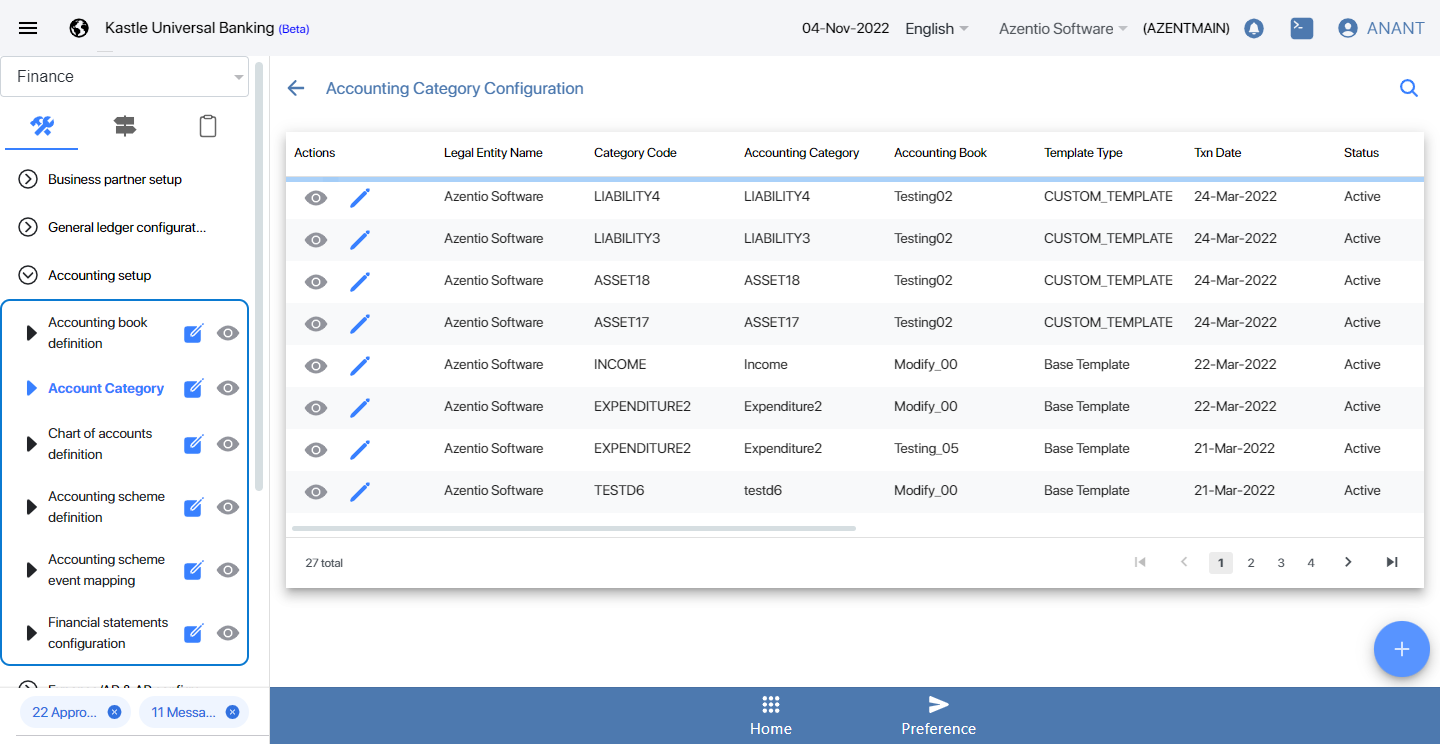 Kastle Universal Banking (Beta)
04-Nov-2022 English Azentio Software (AZENTMAIN) ANANT
Finance
Business partner setup
General ledger configurat...
Accounting setup
Accounting book
definition
Account Category
Chart of accounts
definition
Accounting scheme
definition
Accounting scheme
event mapping
Financial statements
configuration
22 Appro... 11 Messa...
Accounting Category Configuration
Actions Legal Entity Name Category Code Accounting Category Accounting Book Template Type Txn Date Status
Azentio Software LIABILITY4 LIABILITY4 Testing02 CUSTOM_TEMPLATE 24-Mar-2022 Active
Azentio Software LIABILITY3 LIABILITY3 Testing02 CUSTOM_TEMPLATE 24-Mar-2022 Active
Azentio Software ASSET18 ASSET18 Testing02 CUSTOM_TEMPLATE 24-Mar-2022 Active
Azentio Software ASSET17 ASSET17 Testing02 CUSTOM_TEMPLATE 24-Mar-2022 Active
Azentio Software INCOME Income Modify_00 Base Template 22-Mar-2022 Active
Azentio Software EXPENDITURE2 Expenditure2 Modify_00 Base Template 22-Mar-2022 Active
Azentio Software EXPENDITURE2 Expenditure2 Testing_05 Base Template 21-Mar-2022 Active
Azentio Software TESTD6 testd6 Modify_00 Base Template 21-Mar-2022 Active
27 total 1 2 3 4
Home Preference